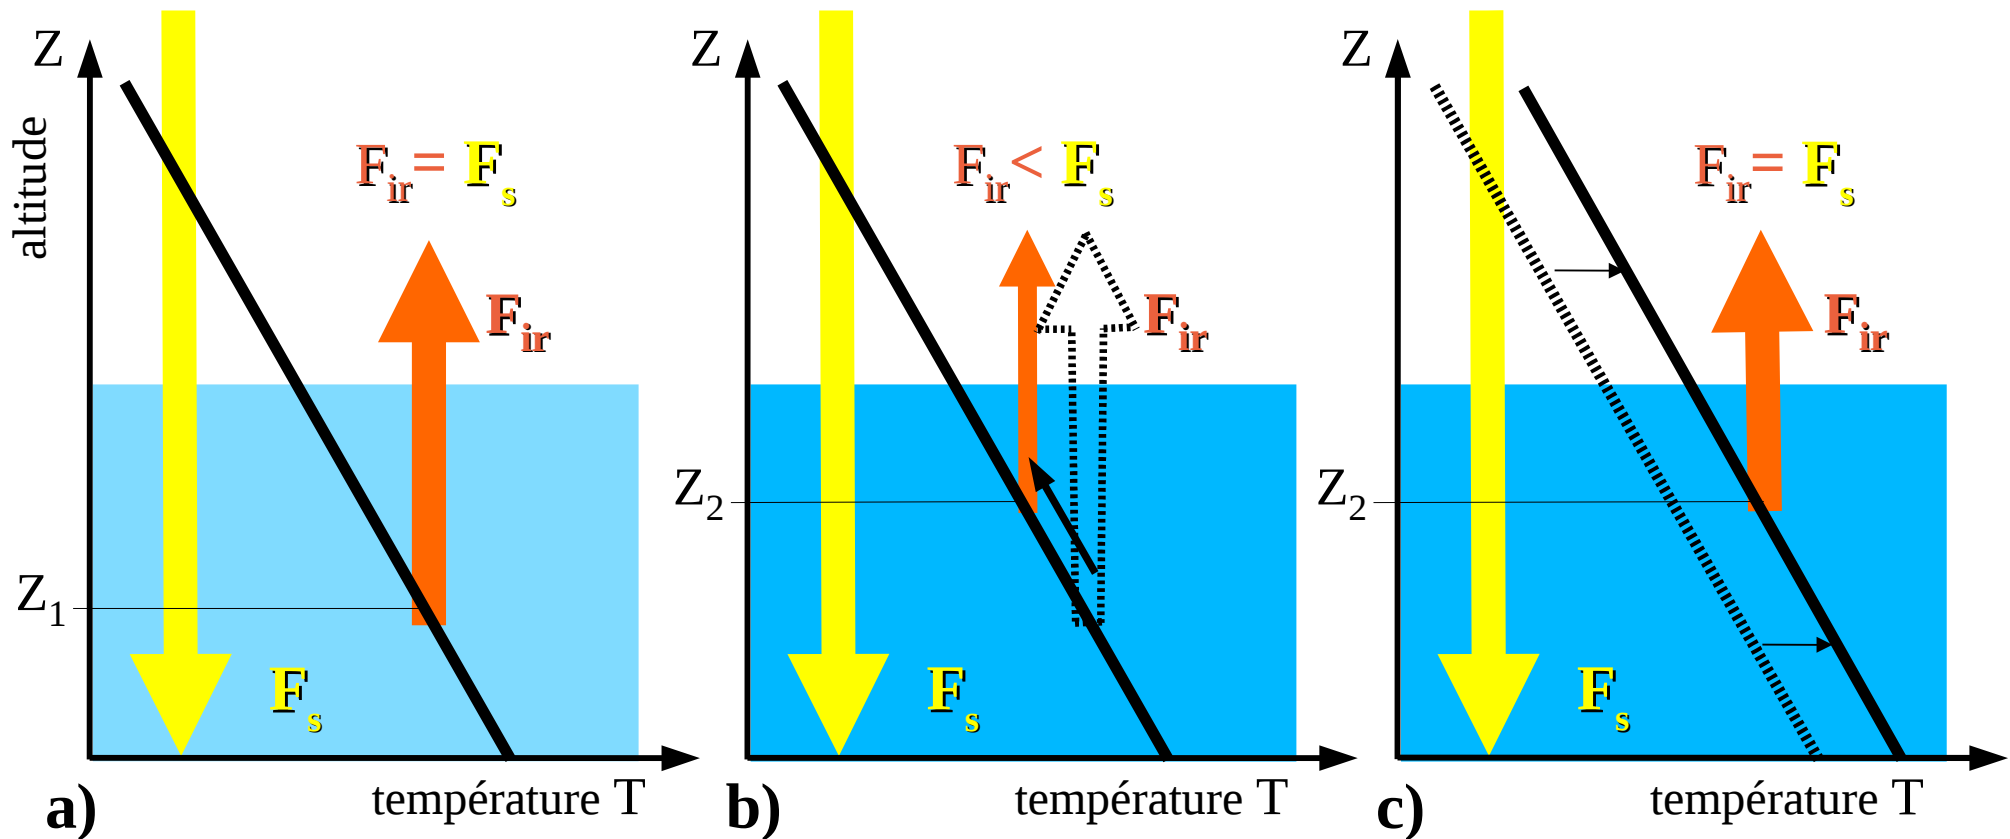 Z
altitude
F_ir = F_s
F_ir
Z_1
F_s
température T
a)
Z
F_ir < F_s
F_ir
Z_2
F_s
température T
b)
Z
F_ir = F_s
F_ir
Z_2
F_s
température T
c)